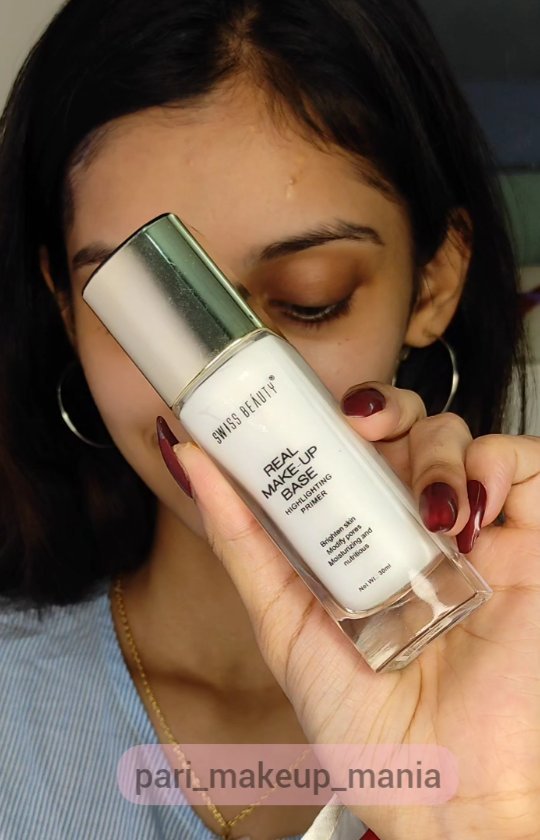 SWISS BEAUTY®
REAL
MAKE-UP
BASE
HIGHLIGHTING
PRIMER
Brighten skin
Modify pores
Moisturizing and
nutritious
Net Wt. 30ml
pari_makeup_mania